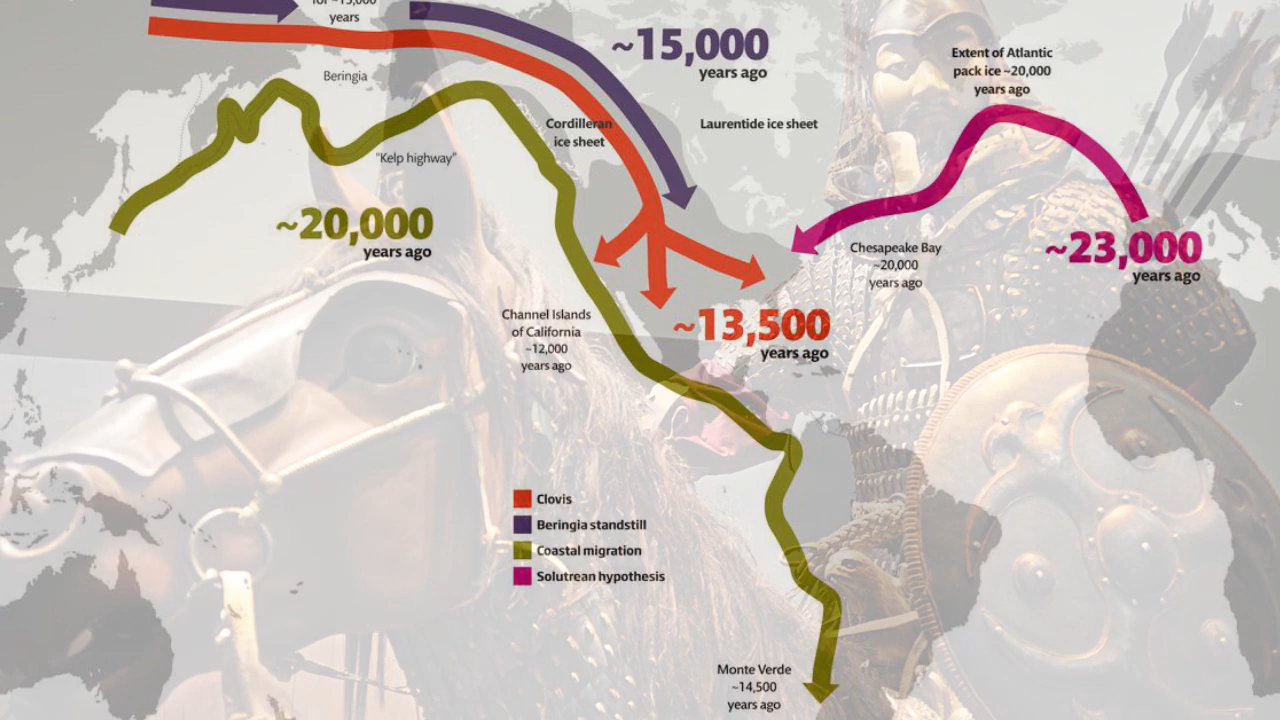 for ~15,000
years
~15,000
years ago
Extent of Atlantic
pack ice ~20,000
years ago
Beringia
Cordilleran
ice sheet
Laurentide ice sheet
"Kelp highway"
~20,000
years ago
Chesapeake Bay
~20,000
years ago
~23,000
years ago
Channel Islands
of California
~12,000
years ago
~13,500
years ago
Clovis
Beringia standstill
Coastal migration
Solutrean hypothesis
Monte Verde
~14,500
years ago